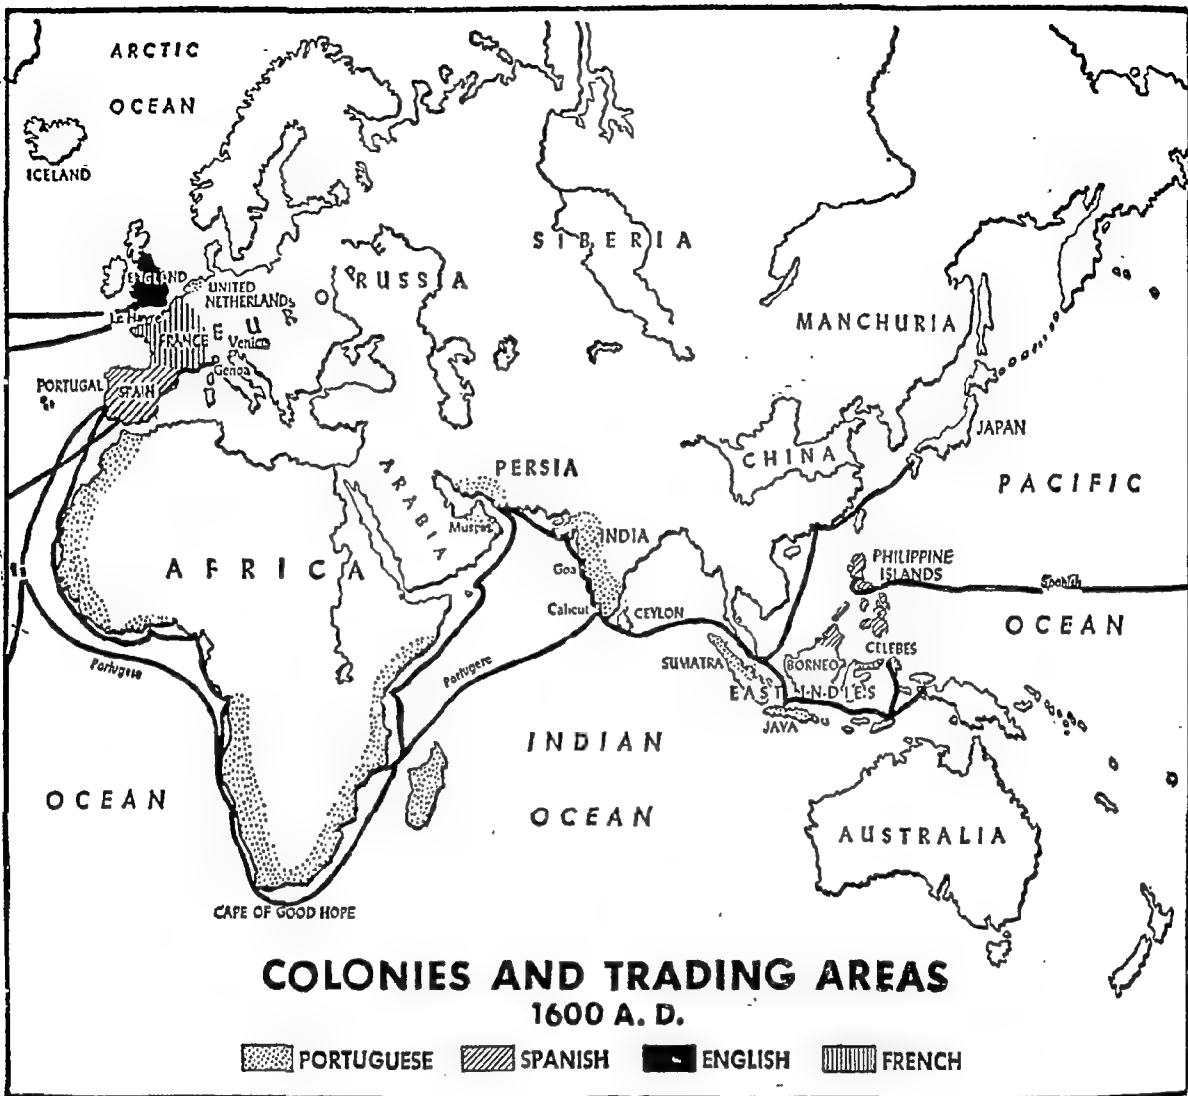 ARCTIC
OCEAN
ICELAND
ENGLAND
UNITED
NETHERLANDS
Le Havre
FRANCE
E U R O
P E
Venice
Genoa
PORTUGAL
SPAIN
RUSSIA
SIBERIA
MANCHURIA
JAPAN
CHINA
PACIFIC
OCEAN
PERSIA
ARABIA
Muscat
INDIA
Goa
Calicut
CEYLON
AFRICA
PHILIPPINE
ISLANDS
Spanish
SUMATRA
BORNEO
CELEBES
EAST INDIES
JAVA
Portugese
Portugese
INDIAN
OCEAN
OCEAN
AUSTRALIA
CAPE OF GOOD HOPE
COLONIES AND TRADING AREAS
1600 A. D.
PORTUGUESE
SPANISH
ENGLISH
FRENCH